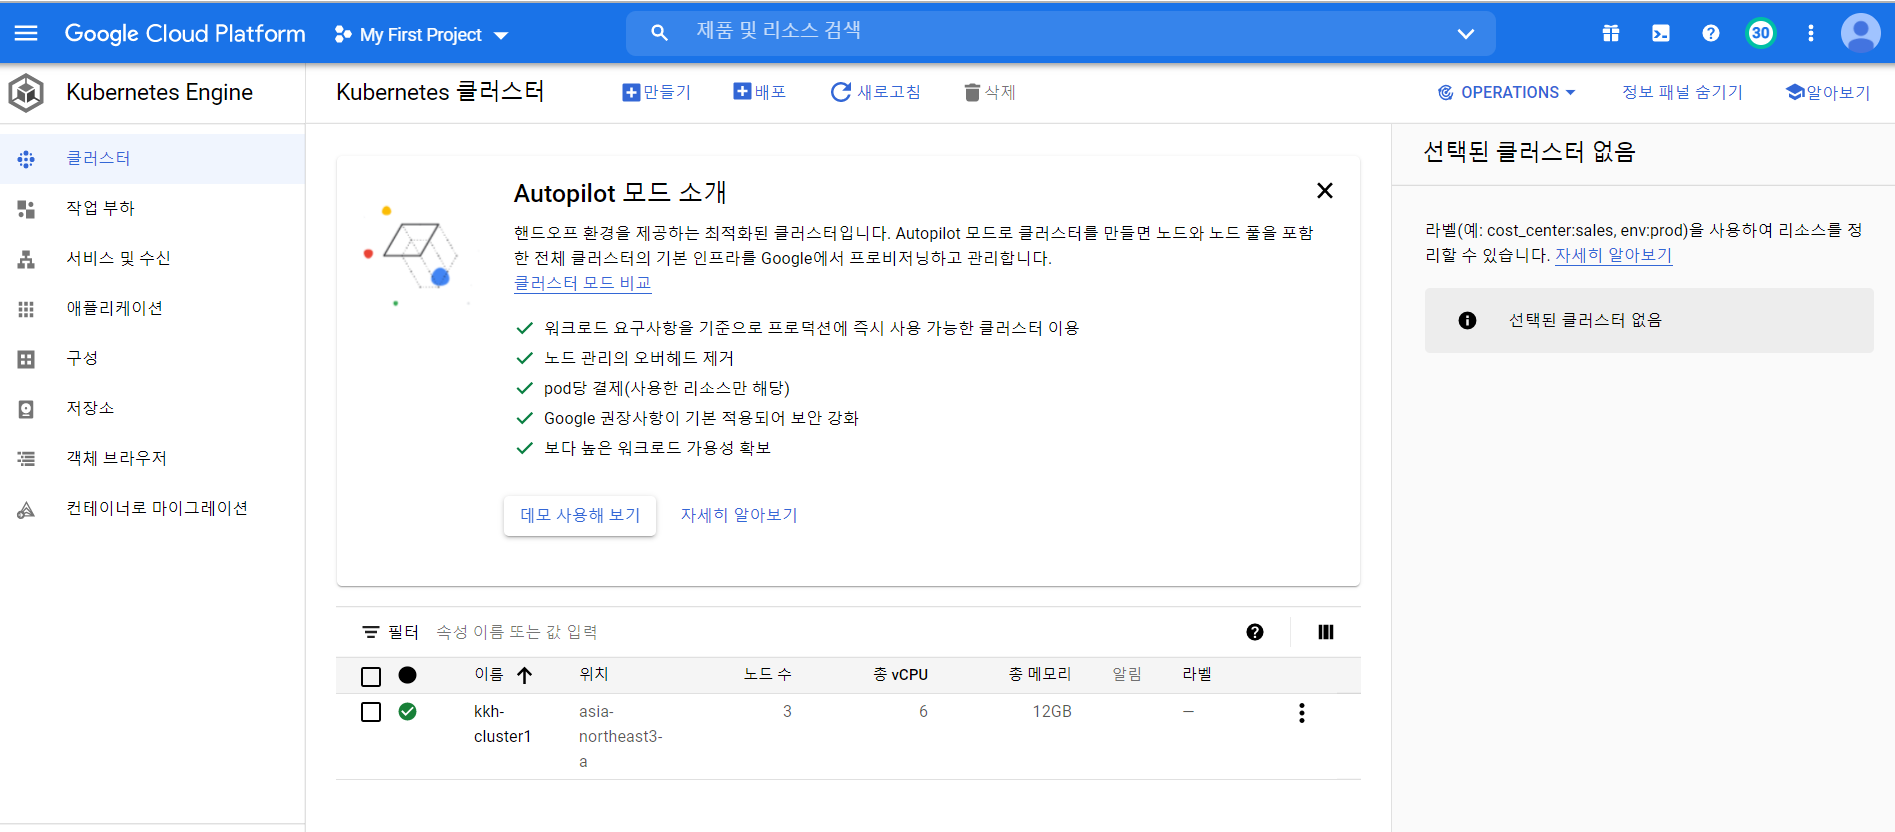 Google Cloud Platform
My First Project
제품 및 리소스 검색
30
Kubernetes Engine
Kubernetes 클러스터
만들기
배포
새로고침
삭제
OPERATIONS
정보 패널 숨기기
알아보기
클러스터
작업 부하
서비스 및 수신
애플리케이션
구성
저장소
객체 브라우저
컨테이너로 마이그레이션
Autopilot 모드 소개
핸드오프 환경을 제공하는 최적화된 클러스터입니다. Autopilot 모드로 클러스터를 만들면 노드와 노드 풀을 포함
한 전체 클러스터의 기본 인프라를 Google에서 프로비저닝하고 관리합니다.
클러스터 모드 비교
워크로드 요구사항을 기준으로 프로덕션에 즉시 사용 가능한 클러스터 이용
노드 관리의 오버헤드 제거
pod당 결제(사용한 리소스만 해당)
Google 권장사항이 기본 적용되어 보안 강화
보다 높은 워크로드 가용성 확보
데모 사용해 보기
자세히 알아보기
필터
속성 이름 또는 값 입력
이름 위치 노드 수 총 vCPU 총 메모리 알림 라벨
kkh- asia- 3 6 12GB –
cluster1 northeast3-
a
선택된 클러스터 없음
라벨(예: cost_center:sales, env:prod)을 사용하여 리소스를 정
리할 수 있습니다. 자세히 알아보기
선택된 클러스터 없음